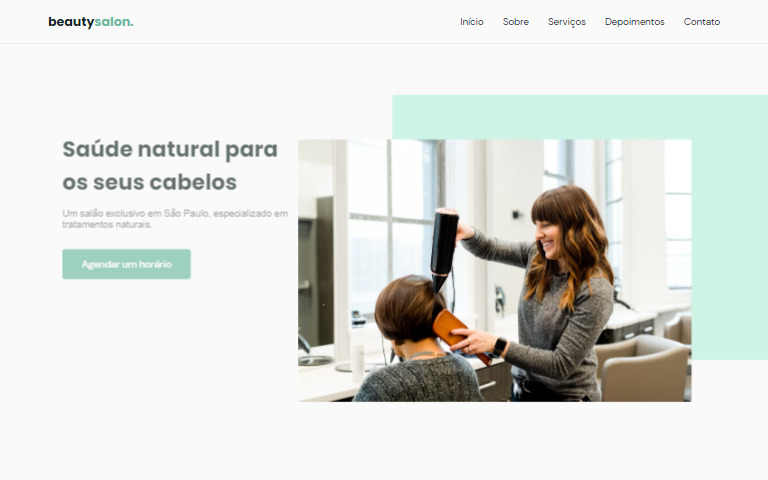 beautysalon.
Início Sobre Serviços Depoimentos Contato
Saúde natural para
os seus cabelos
Um salão exclusivo em São Paulo, especializado em
tratamentos naturais.
Agendar um horário